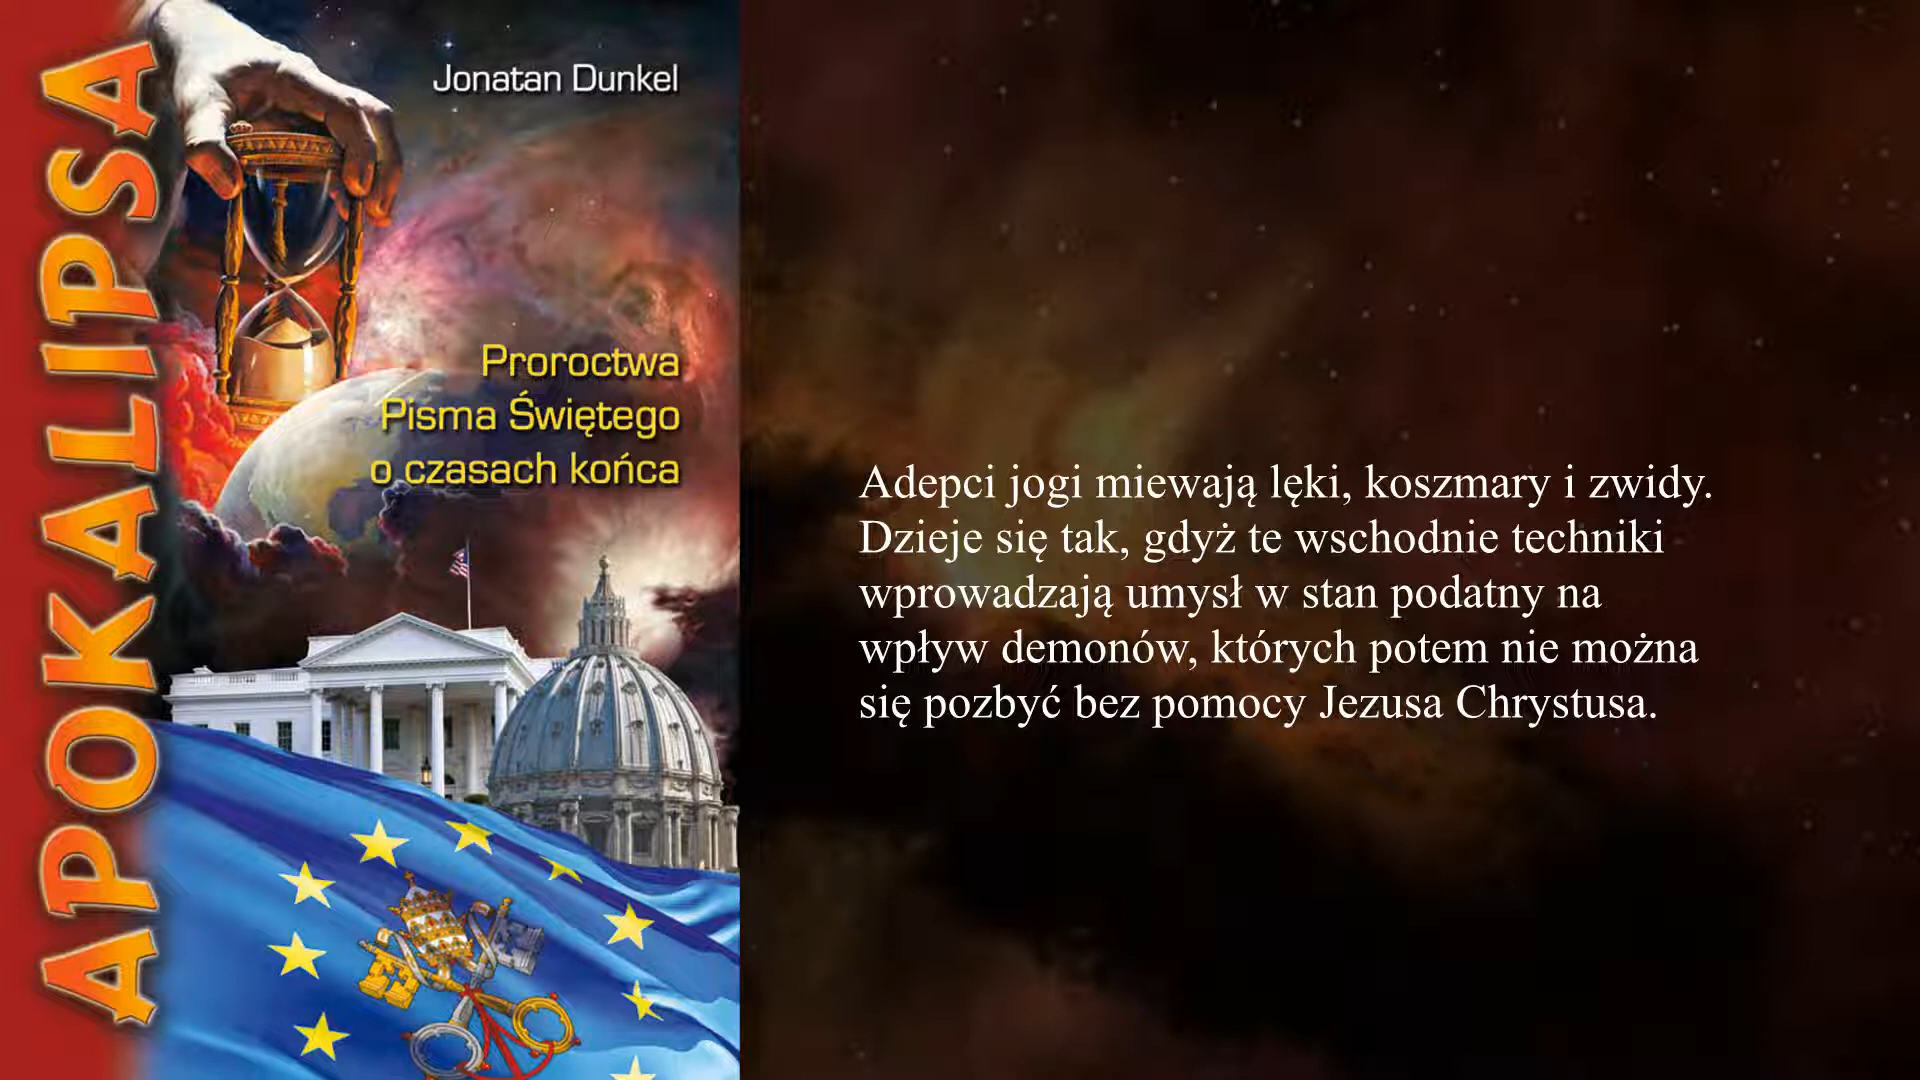 APOKALIPSA
Jonatan Dunkel
Proroctwa
Pisma Świętego
o czasach końca
Adepci jogi miewają lęki, koszmary i zwidy.
Dzieje się tak, gdyż te wschodnie techniki
wprowadzają umysł w stan podatny na
wpływ demonów, których potem nie można
się pozbyć bez pomocy Jezusa Chrystusa.